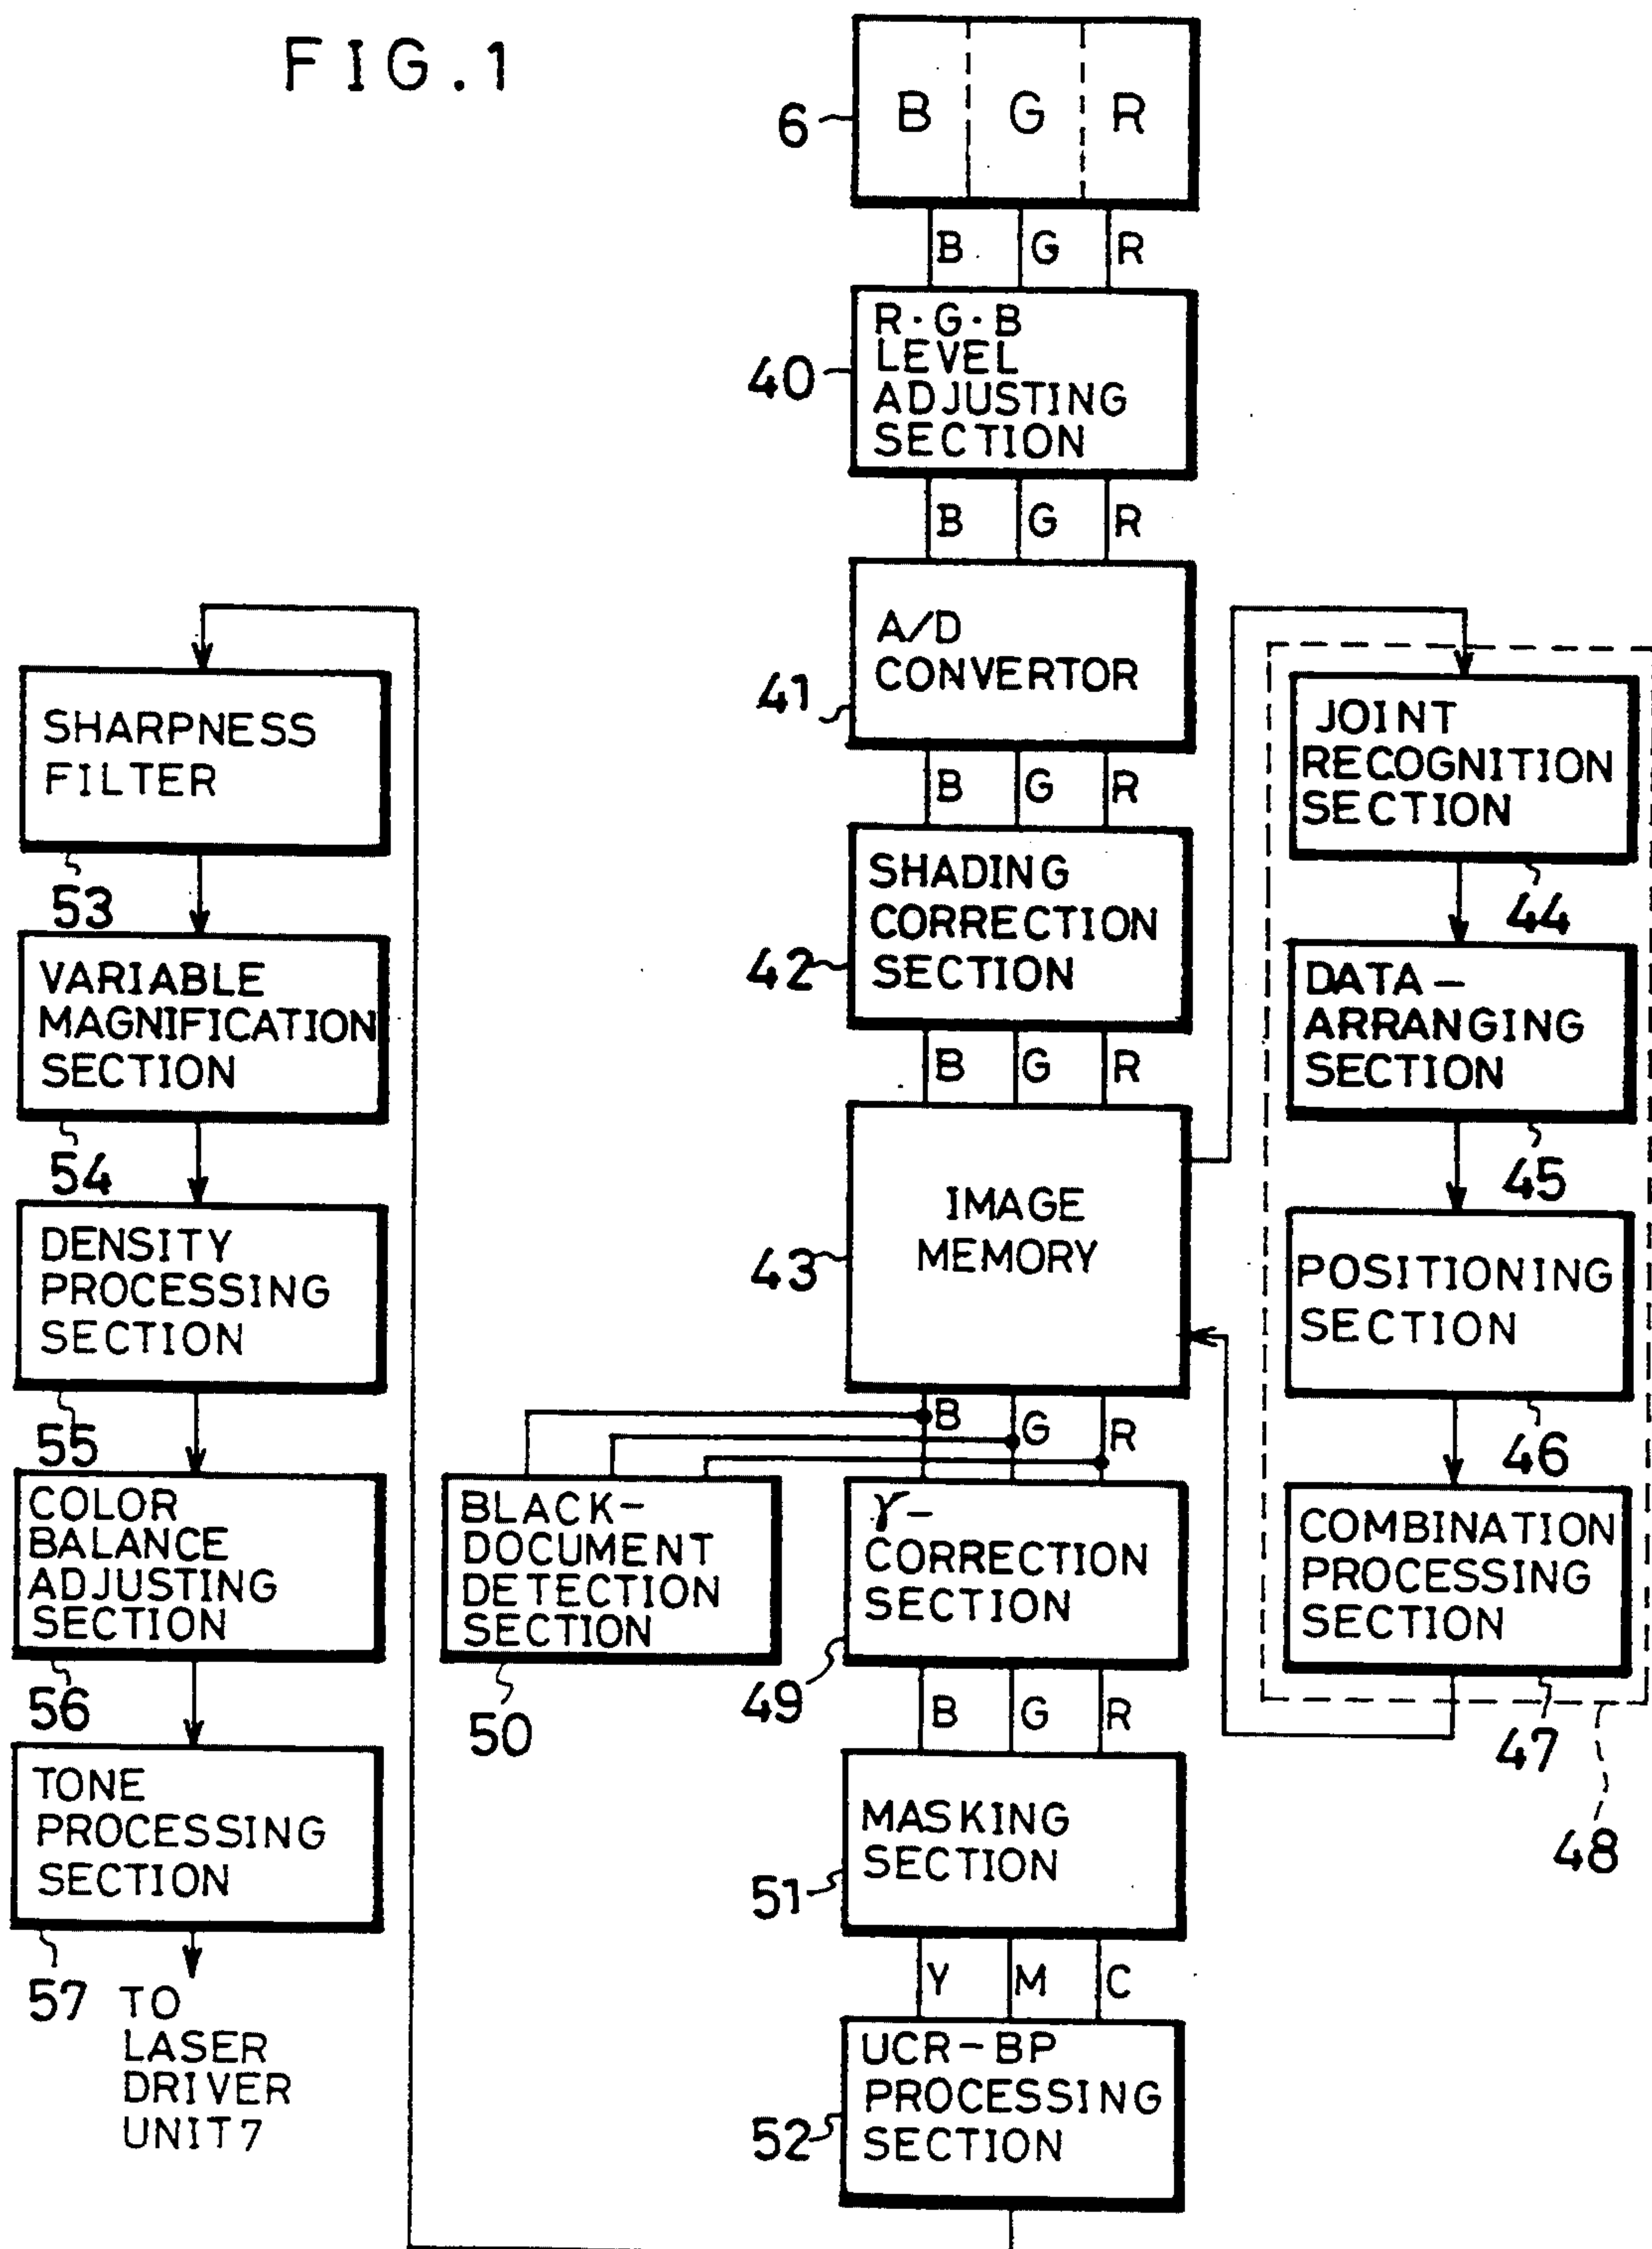 FIG.1
B G R
6
B G R
R·G·B
LEVEL
ADJUSTING
SECTION
40
B G R
A/D
CONVERTOR
41
B G R
SHADING
CORRECTION
SECTION
42
B G R
IMAGE
MEMORY
43
JOINT
RECOGNITION
SECTION
44
DATA-
ARRANGING
SECTION
45
POSITIONING
SECTION
46
COMBINATION
PROCESSING
SECTION
47
48
B G R
BLACK-
DOCUMENT
DETECTION
SECTION
50
γ-
CORRECTION
SECTION
49
B G R
MASKING
SECTION
51
Y M C
UCR-BP
PROCESSING
SECTION
52
SHARPNESS
FILTER
53
VARIABLE
MAGNIFICATION
SECTION
54
DENSITY
PROCESSING
SECTION
55
COLOR
BALANCE
ADJUSTING
SECTION
56
TONE
PROCESSING
SECTION
57
TO
LASER
DRIVER
UNIT7